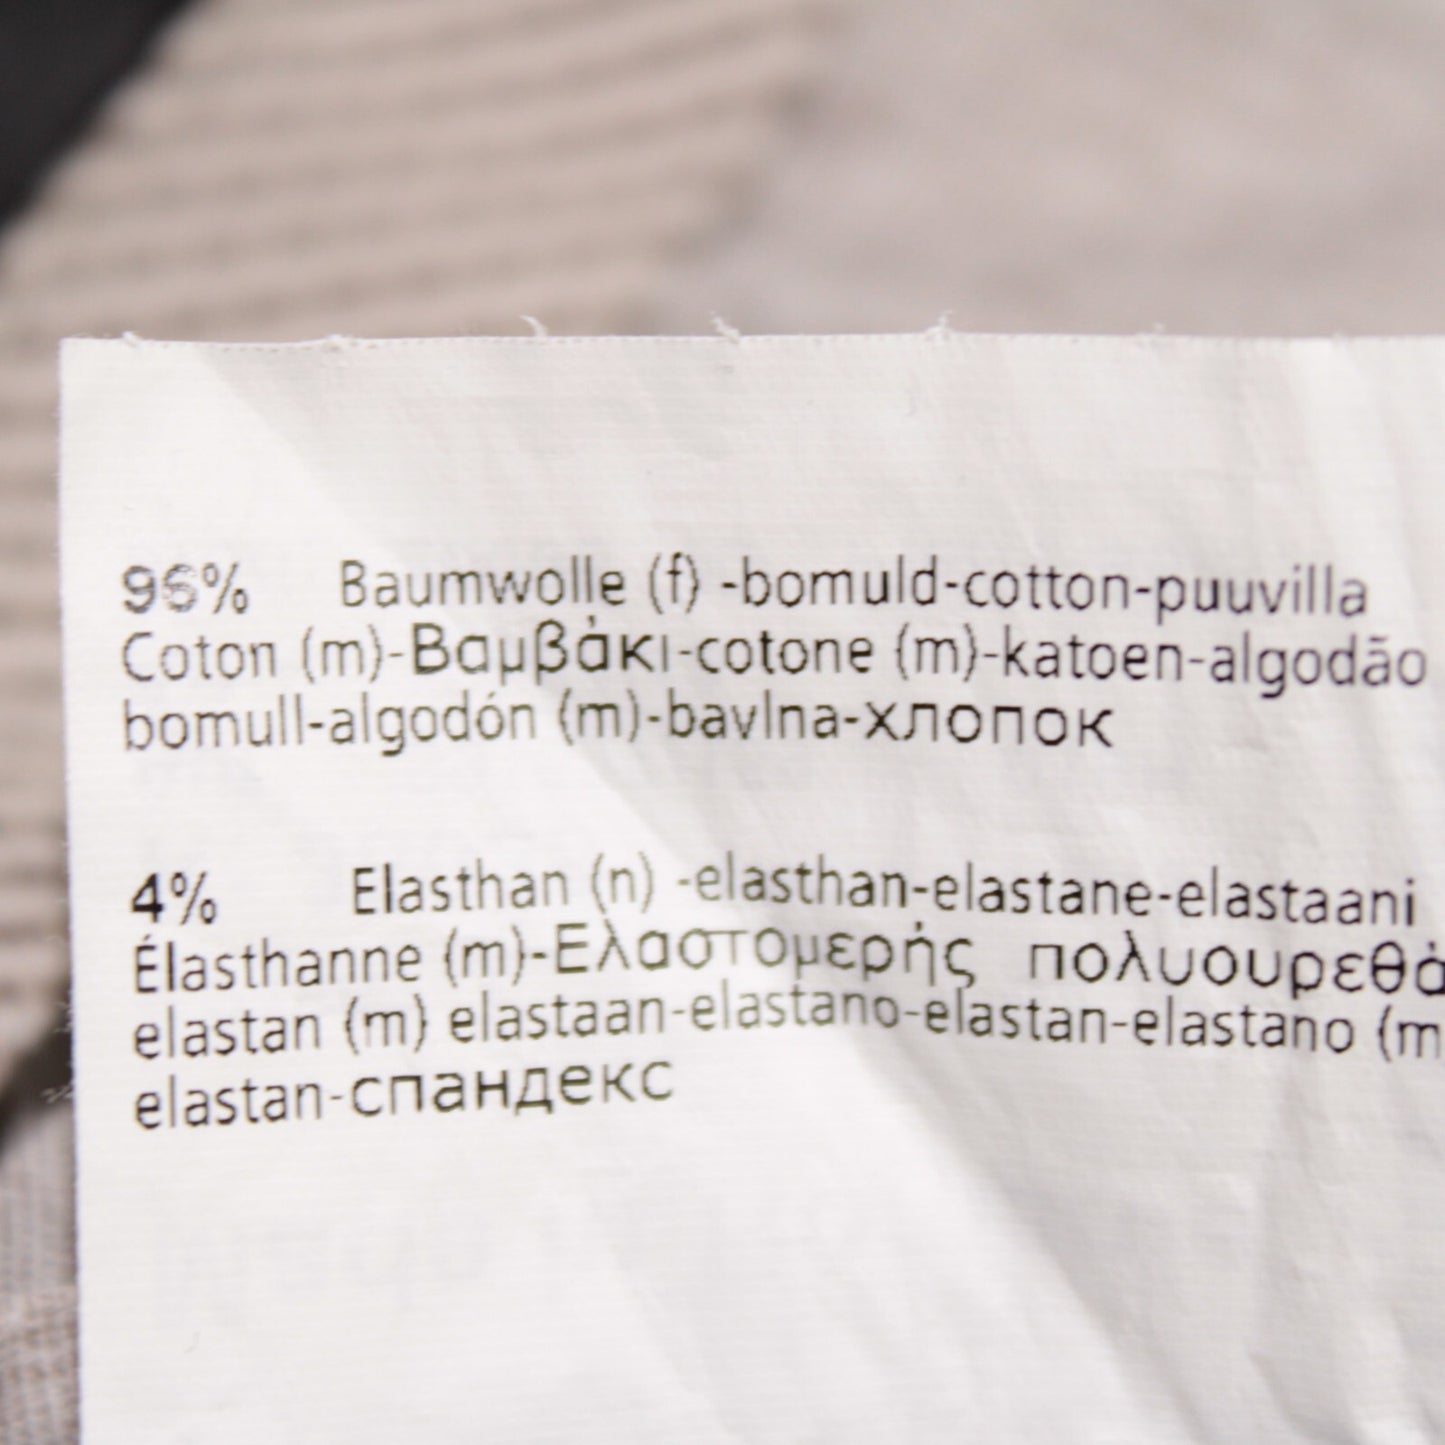 96% Baumwolle (f) -bomuld-cotton-puuvilla
Coton (m)-Βαμβάκι-cotone (m)-katoen-algodão
bomull-algodón (m)-bavlna-хлопок
4% Elasthan (n) -elasthan-elastane-elastaani
Élasthanne (m)-Ελαστομερής πολυουρεθά
elastan (m) elastaan-elastano-elastan-elastano (m
elastan-спандекс